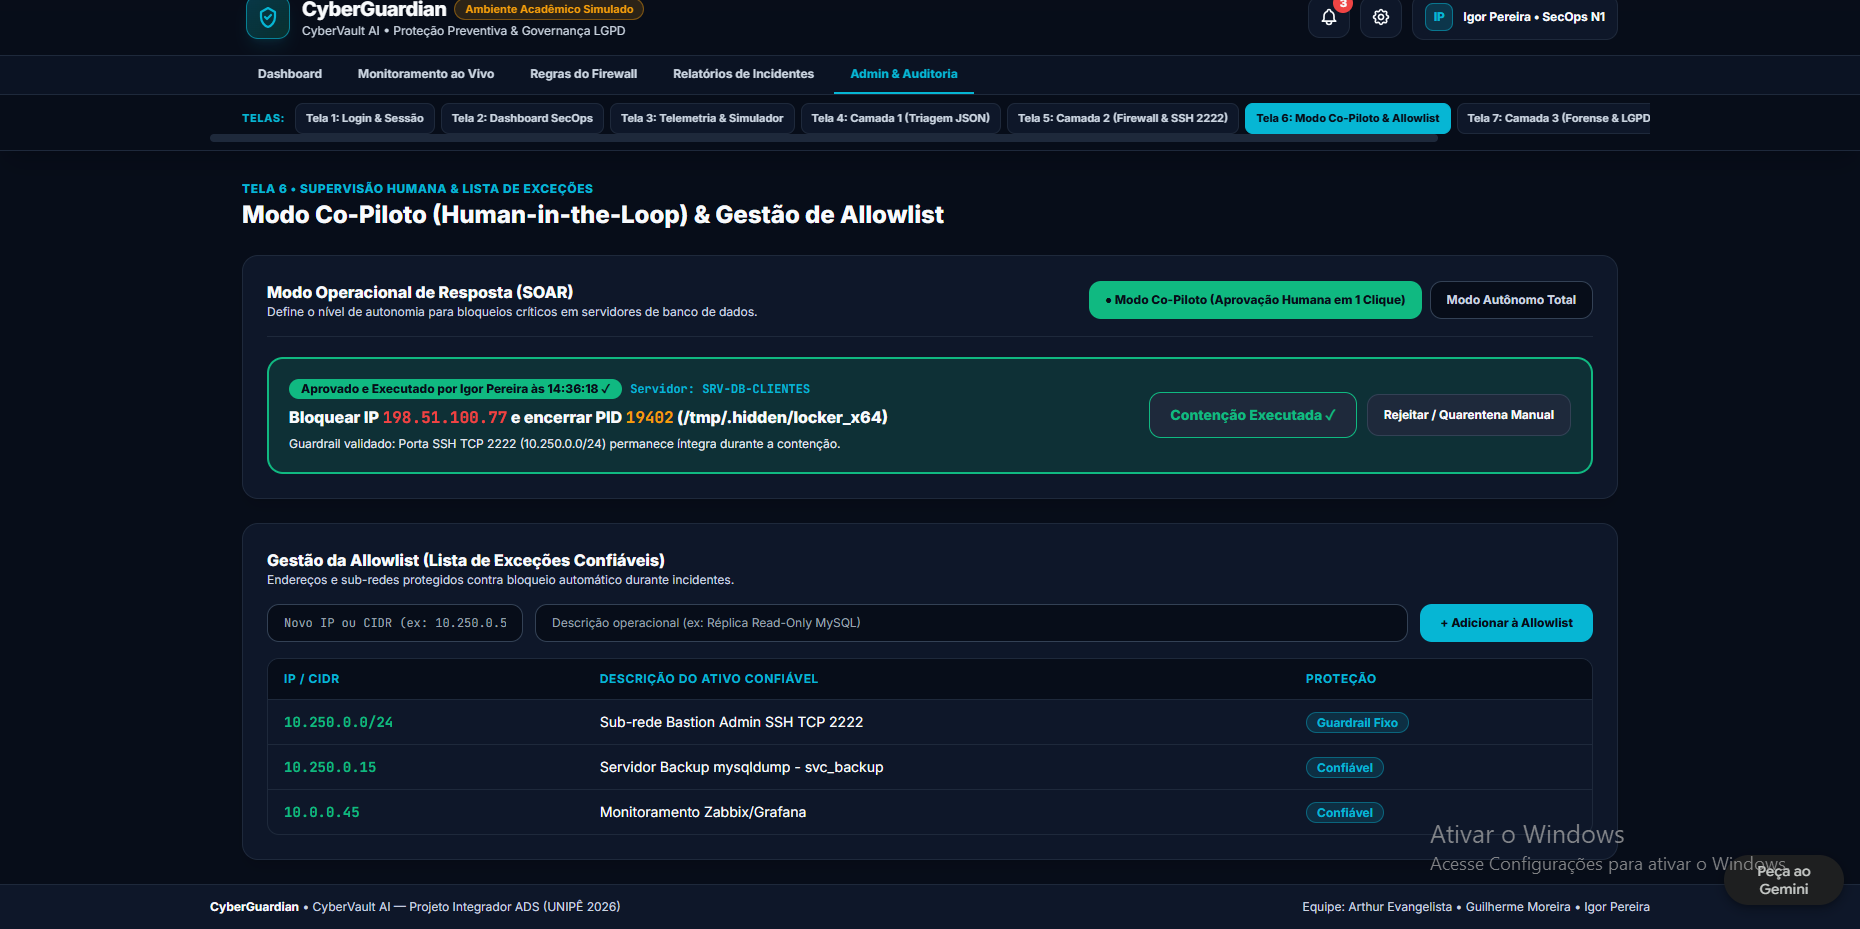 CyberGuardian Ambiente Acadêmico Simulado
CyberVault AI • Proteção Preventiva & Governança LGPD
3
IP Igor Pereira • SecOps N1
Dashboard Monitoramento ao Vivo Regras do Firewall Relatórios de Incidentes Admin & Auditoria
TELAS: Tela 1: Login & Sessão Tela 2: Dashboard SecOps Tela 3: Telemetria & Simulador Tela 4: Camada 1 (Triagem JSON) Tela 5: Camada 2 (Firewall & SSH 2222) Tela 6: Modo Co-Piloto & Allowlist Tela 7: Camada 3 (Forense & LGPD
TELA 6 • SUPERVISÃO HUMANA & LISTA DE EXCEÇÕES
Modo Co-Piloto (Human-in-the-Loop) & Gestão de Allowlist
Modo Operacional de Resposta (SOAR)
Define o nível de autonomia para bloqueios críticos em servidores de banco de dados.
• Modo Co-Piloto (Aprovação Humana em 1 Clique) Modo Autônomo Total
Aprovado e Executado por Igor Pereira às 14:36:18 ✓ Servidor: SRV-DB-CLIENTES
Bloquear IP 198.51.100.77 e encerrar PID 19402 (/tmp/.hidden/locker_x64)
Guardrail validado: Porta SSH TCP 2222 (10.250.0.0/24) permanece íntegra durante a contenção.
Contenção Executada ✓ Rejeitar / Quarentena Manual
Gestão da Allowlist (Lista de Exceções Confiáveis)
Endereços e sub-redes protegidos contra bloqueio automático durante incidentes.
Novo IP ou CIDR (ex: 10.250.0.5 Descrição operacional (ex: Réplica Read-Only MySQL) + Adicionar à Allowlist
IP / CIDR DESCRIÇÃO DO ATIVO CONFIÁVEL PROTEÇÃO
10.250.0.0/24 Sub-rede Bastion Admin SSH TCP 2222 Guardrail Fixo
10.250.0.15 Servidor Backup mysqldump - svc_backup Confiável
10.0.0.45 Monitoramento Zabbix/Grafana Confiável
Ativar o Windows
Acesse Configurações para ativar o Windows.
Peça ao
Gemini
CyberGuardian • CyberVault AI — Projeto Integrador ADS (UNIPÊ 2026) Equipe: Arthur Evangelista • Guilherme Moreira • Igor Pereira